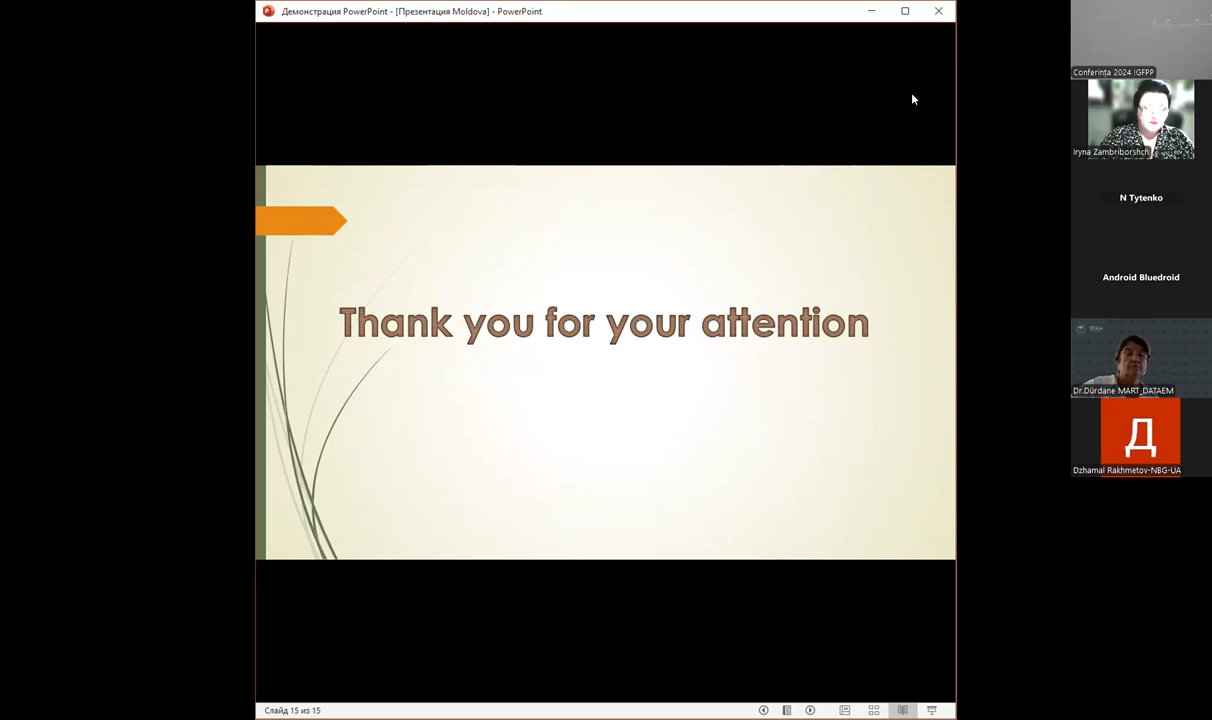 Демонстрация PowerPoint - [Презентация Moldova] - PowerPoint
Thank you for your attention
Слайд 15 из 15
Conferința 2024 IGFPP
Iryna Zambriborshch
N Tytenko
Android Bluedroid
Dr.Dürdane MART_DATAEM
Д
Dzhamal Rakhmetov-NBG-UA